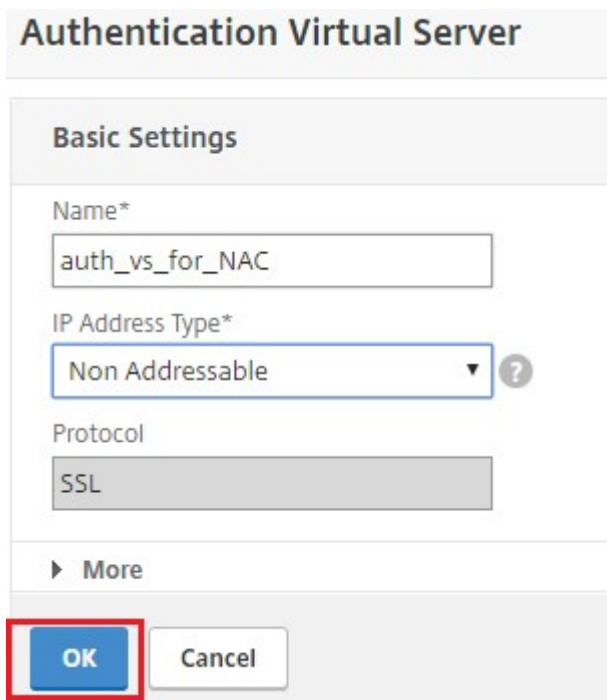 Authentication Virtual Server
Basic Settings
Name*
auth_vs_for_NAC
IP Address Type*
Non Addressable
?
Protocol
SSL
More
OK
Cancel